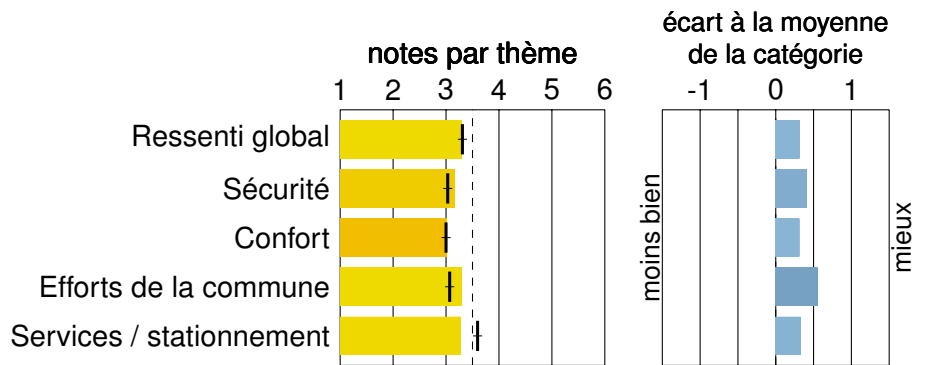 notes par thème
1 2 3 4 5 6
écart à la moyenne
de la catégorie
-1 0 1
Ressenti global
Sécurité
Confort
Efforts de la commune
Services / stationnement
moins bien
mieux